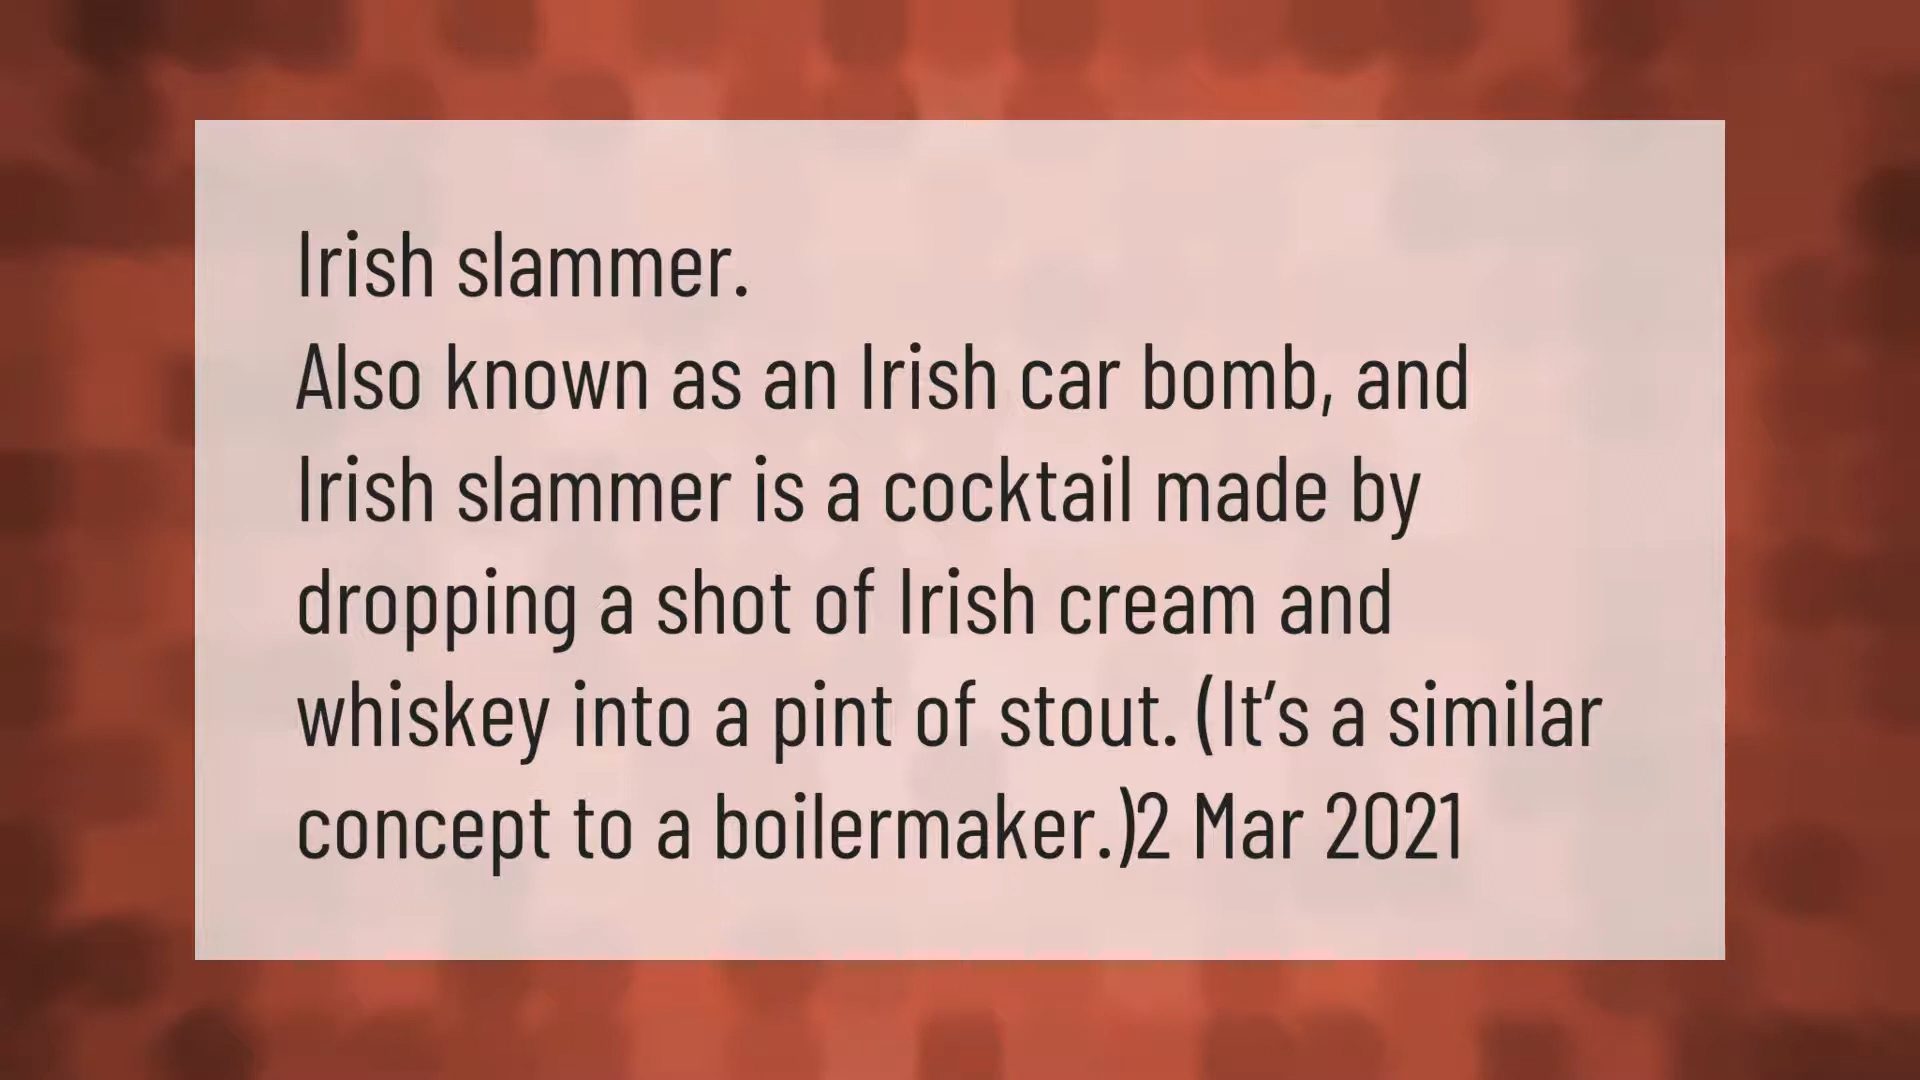 Irish slammer.
Also known as an Irish car bomb, and
Irish slammer is a cocktail made by
dropping a shot of Irish cream and
whiskey into a pint of stout. (It’s a similar
concept to a boilermaker.)2 Mar 2021